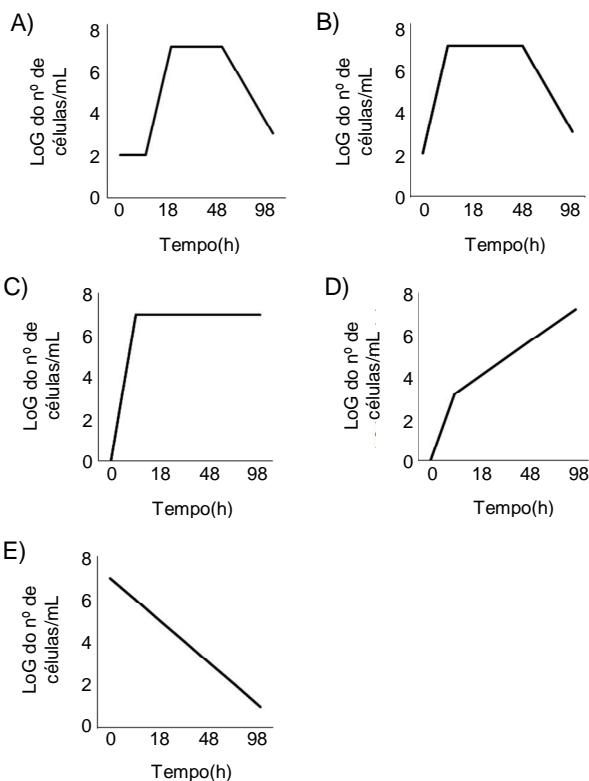 A)
LoG do nº de
células/mL
8
6
4
2
0
0 18 48 98
Tempo(h)
B)
LoG do nº de
células/mL
8
6
4
2
0
0 18 48 98
Tempo(h)
C)
LoG do nº de
células/mL
8
6
4
2
0
0 18 48 98
Tempo(h)
D)
LoG do nº de
células/mL
8
6
4
2
0
0 18 48 98
Tempo(h)
E)
LoG do nº de
células/mL
8
6
4
2
0
0 18 48 98
Tempo(h)